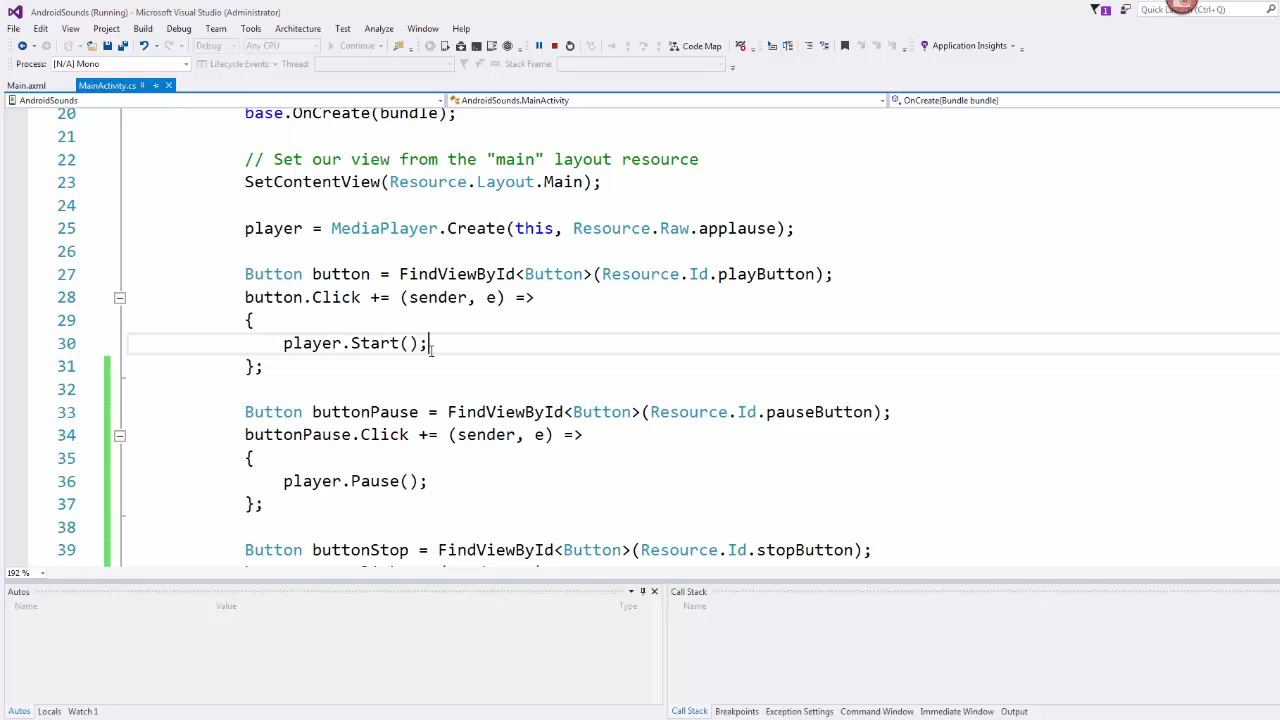 AndroidSounds (Running) - Microsoft Visual Studio (Administrator)
1
File Edit View Project Build Debug Team Tools Architecture Test Analyze Window Help
Debug Any CPU Continue Code Map Application Insights
Process: [N/A] Mono Lifecycle Events Thread: Stack Frame:
Main.axml MainActivity.cs
AndroidSounds AndroidSounds.MainActivity OnCreate(Bundle bundle)
20 base.OnCreate(bundle);
21
22 // Set our view from the "main" layout resource
23 SetContentView(Resource.Layout.Main);
24
25 player = MediaPlayer.Create(this, Resource.Raw.applause);
26
27 Button button = FindViewById<Button>(Resource.Id.playButton);
28 button.Click += (sender, e) =>
29 {
30 player.Start();
31 };
32
33 Button buttonPause = FindViewById<Button>(Resource.Id.pauseButton);
34 buttonPause.Click += (sender, e) =>
35 {
36 player.Pause();
37 };
38
39 Button buttonStop = FindViewById<Button>(Resource.Id.stopButton);
192 %
Autos Call Stack
Name Value Type Name
Autos Locals Watch 1 Call Stack Breakpoints Exception Settings Command Window Immediate Window Output